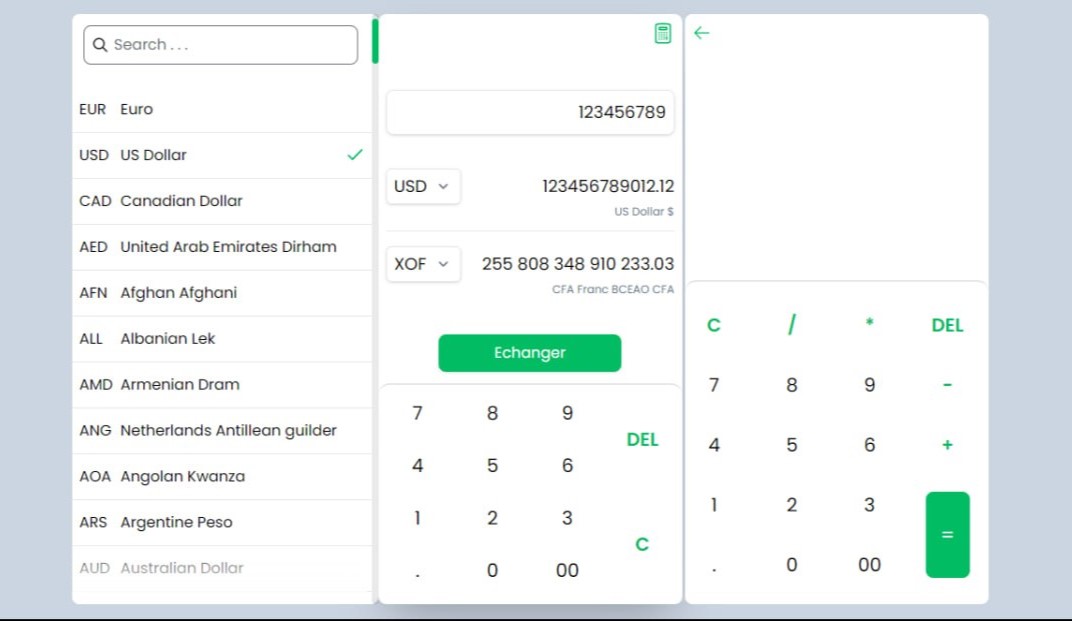 Search . . .
EUR Euro
USD US Dollar
CAD Canadian Dollar
AED United Arab Emirates Dirham
AFN Afghan Afghani
ALL Albanian Lek
AMD Armenian Dram
ANG Netherlands Antillean guilder
AOA Angolan Kwanza
ARS Argentine Peso
AUD Australian Dollar
123456789
USD 123456789012.12
US Dollar $
XOF 255 808 348 910 233.03
CFA Franc BCEAO CFA
Echanger
7 8 9
DEL
4 5 6
1 2 3
C
. 0 00
C / * DEL
7 8 9 -
4 5 6 +
1 2 3
=
. 0 00